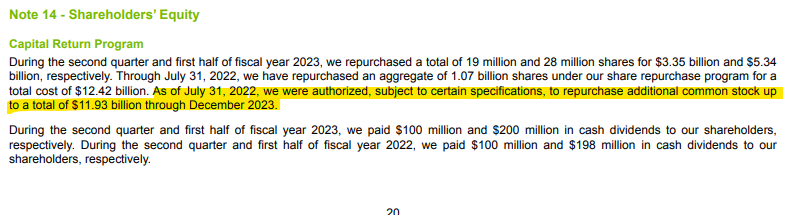 Note 14 - Shareholders' Equity
Capital Return Program
During the second quarter and first half of fiscal year 2023, we repurchased a total of 19 million and 28 million shares for $3.35 billion and $5.34
billion, respectively. Through July 31, 2022, we have repurchased an aggregate of 1.07 billion shares under our share repurchase program for a
total cost of $12.42 billion. As of July 31, 2022, we were authorized, subject to certain specifications, to repurchase additional common stock up
to a total of $11.93 billion through December 2023.
During the second quarter and first half of fiscal year 2023, we paid $100 million and $200 million in cash dividends to our shareholders,
respectively. During the second quarter and first half of fiscal year 2022, we paid $100 million and $198 million in cash dividends to our
shareholders, respectively.
20